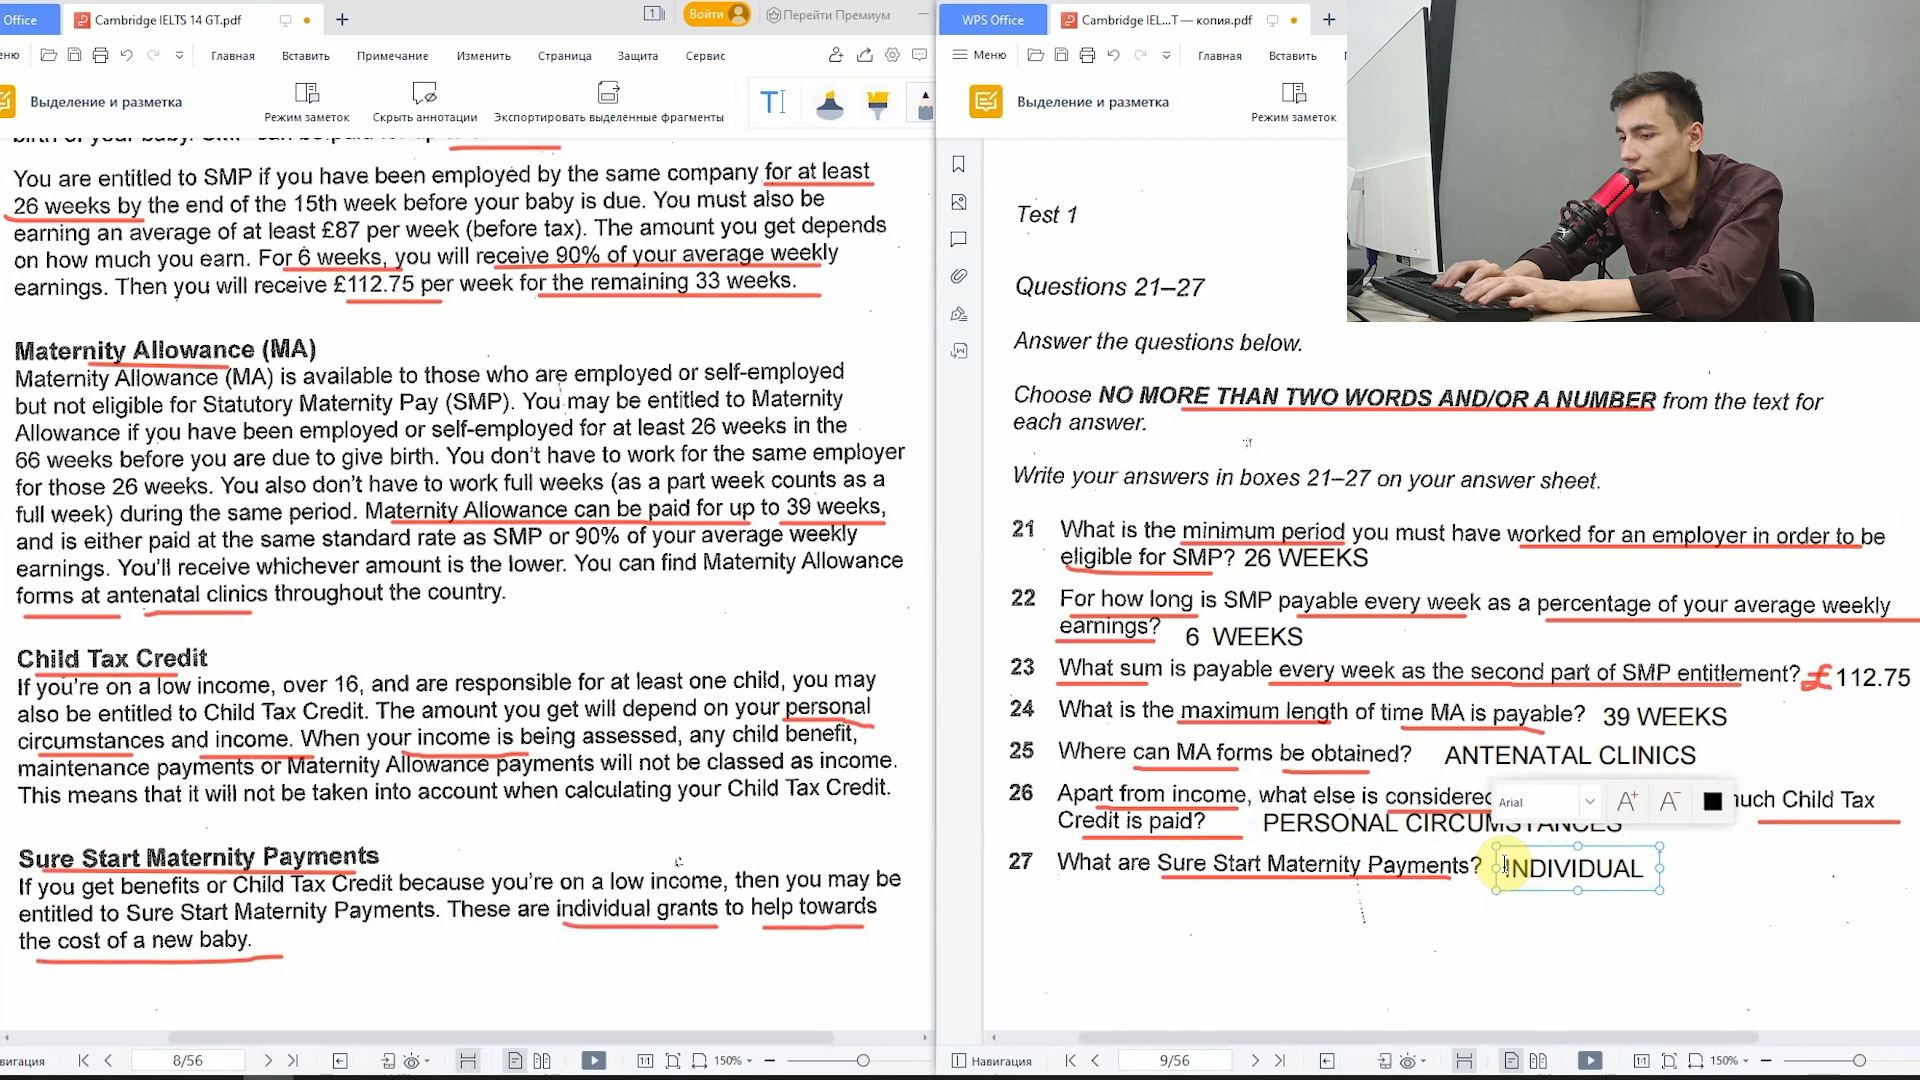 Office
Cambridge IELTS 14 GT.pdf
1
Войти
Перейти Премиум
Главная
Вставить
Примечание
Изменить
Страница
Защита
Сервис
Выделение и разметка
Режим заметок
Скрыть аннотации
Экспортировать выделенные фрагменты
You are entitled to SMP if you have been employed by the same company for at least
26 weeks by the end of the 15th week before your baby is due. You must also be
earning an average of at least £87 per week (before tax). The amount you get depends
on how much you earn. For 6 weeks, you will receive 90% of your average weekly
earnings. Then you will receive £112.75 per week for the remaining 33 weeks.
Maternity Allowance (MA)
Maternity Allowance (MA) is available to those who are employed or self-employed
but not eligible for Statutory Maternity Pay (SMP). You may be entitled to Maternity
Allowance if you have been employed or self-employed for at least 26 weeks in the
66 weeks before you are due to give birth. You don't have to work for the same employer
for those 26 weeks. You also don't have to work full weeks (as a part week counts as a
full week) during the same period. Maternity Allowance can be paid for up to 39 weeks,
and is either paid at the same standard rate as SMP or 90% of your average weekly
earnings. You'll receive whichever amount is the lower. You can find Maternity Allowance
forms at antenatal clinics throughout the country.
Child Tax Credit
If you're on a low income, over 16, and are responsible for at least one child, you may
also be entitled to Child Tax Credit. The amount you get will depend on your personal
circumstances and income. When your income is being assessed, any child benefit,
maintenance payments or Maternity Allowance payments will not be classed as income.
This means that it will not be taken into account when calculating your Child Tax Credit.
Sure Start Maternity Payments
If you get benefits or Child Tax Credit because you're on a low income, then you may be
entitled to Sure Start Maternity Payments. These are individual grants to help towards
the cost of a new baby.
8/56
150%
WPS Office
Cambridge IEL...T — копия.pdf
Меню
Главная
Вставить
Выделение и разметка
Режим заметок
Test 1
Questions 21–27
Answer the questions below.
Choose NO MORE THAN TWO WORDS AND/OR A NUMBER from the text for
each answer.
Write your answers in boxes 21–27 on your answer sheet.
21 What is the minimum period you must have worked for an employer in order to be
eligible for SMP? 26 WEEKS
22 For how long is SMP payable every week as a percentage of your average weekly
earnings? 6 WEEKS
23 What sum is payable every week as the second part of SMP entitlement? £112.75
24 What is the maximum length of time MA is payable? 39 WEEKS
25 Where can MA forms be obtained? ANTENATAL CLINICS
26 Apart from income, what else is considered much Child Tax
Arial
Credit is paid? PERSONAL CIRCUMSTANCES
27 What are Sure Start Maternity Payments? INDIVIDUAL
Навигация
9/56
150%